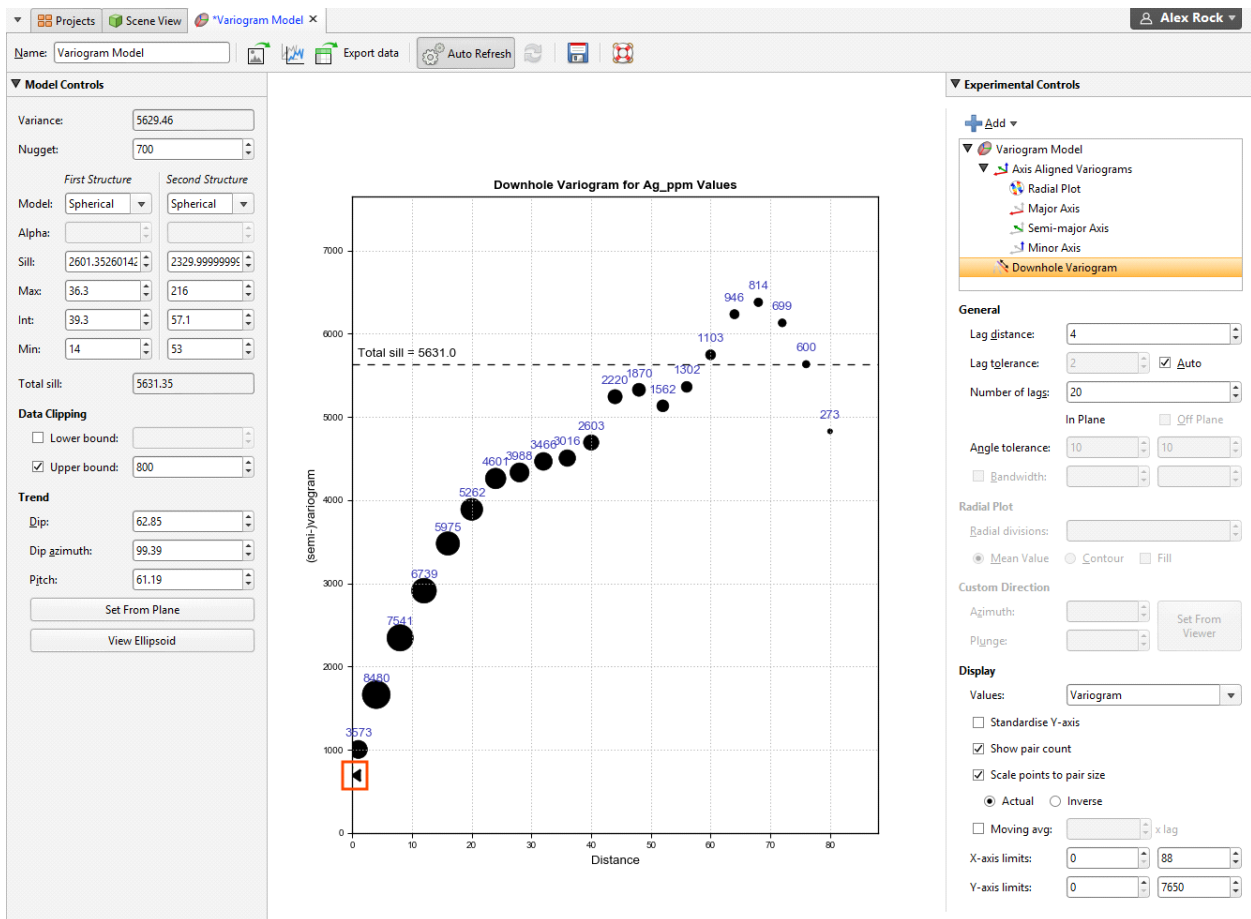 Projects Scene View *Variogram Model ✕ Alex Rock
Name: Variogram Model Export data Auto Refresh
Model Controls
Variance: 5629.46
Nugget: 700
First Structure Second Structure
Model: Spherical Spherical
Alpha:
Sill: 2601.35260142 2329.99999999
Max: 36.3 216
Int: 39.3 57.1
Min: 14 53
Total sill: 5631.35
Data Clipping
Lower bound:
Upper bound: 800
Trend
Dip: 62.85
Dip azimuth: 99.39
Pitch: 61.19
Set From Plane
View Ellipsoid
Downhole Variogram for Ag_ppm Values
7000
6000
5000
4000
3000
2000
1000
0
(semi-)variogram
Total sill = 5631.0
3573
8480
7541
6739
5975
5262
4601
3988
3466
3016
2603
2220
1870
1562
1302
1103
946
814
699
600
273
0 10 20 30 40 50 60 70 80
Distance
Experimental Controls
Add
Variogram Model
Axis Aligned Variograms
Radial Plot
Major Axis
Semi-major Axis
Minor Axis
Downhole Variogram
General
Lag distance: 4
Lag tolerance: 2 Auto
Number of lags: 20
In Plane Off Plane
Angle tolerance: 10 10
Bandwidth:
Radial Plot
Radial divisions:
Mean Value Contour Fill
Custom Direction
Azimuth:
Plunge:
Set From
Viewer
Display
Values: Variogram
Standardise Y-axis
Show pair count
Scale points to pair size
Actual Inverse
Moving avg: x lag
X-axis limits: 0 88
Y-axis limits: 0 7650